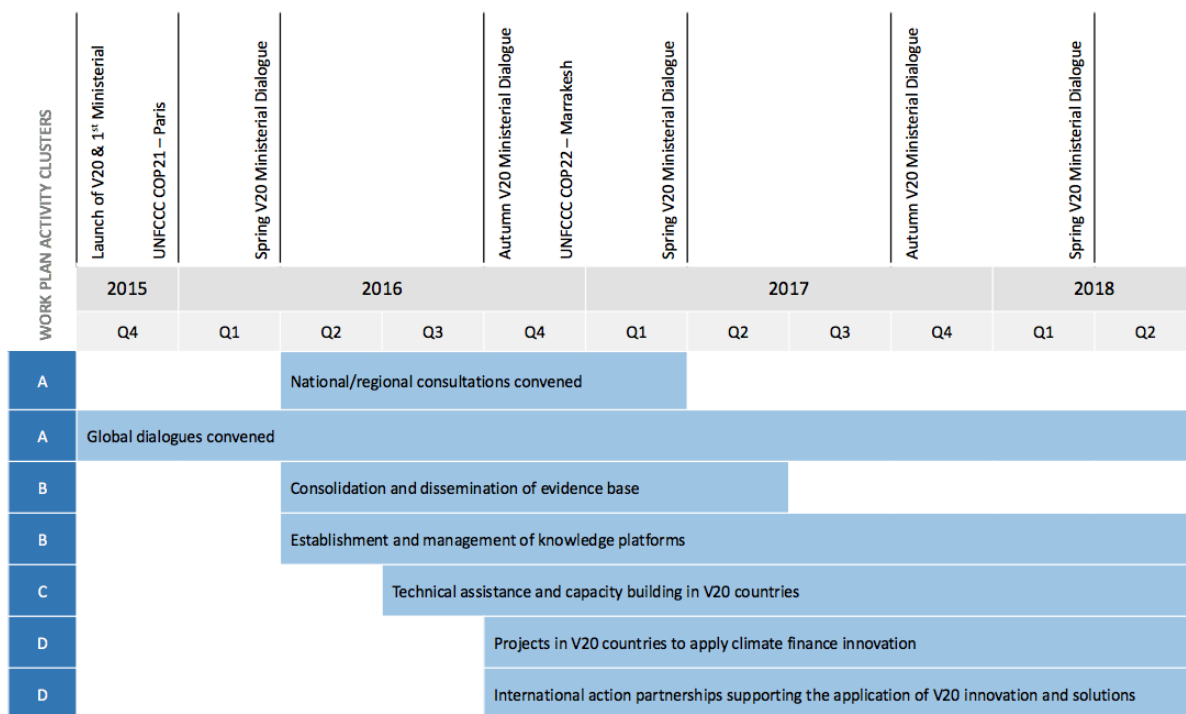 WORK PLAN ACTIVITY CLUSTERS
Launch of V20 & 1st Ministerial
UNFCCC COP21 – Paris
Spring V20 Ministerial Dialogue
Autumn V20 Ministerial Dialogue
UNFCCC COP22 – Marrakesh
Spring V20 Ministerial Dialogue
Autumn V20 Ministerial Dialogue
Spring V20 Ministerial Dialogue
2015 2016 2017 2018
Q4 Q1 Q2 Q3 Q4 Q1 Q2 Q3 Q4 Q1 Q2
A National/regional consultations convened
A Global dialogues convened
B Consolidation and dissemination of evidence base
B Establishment and management of knowledge platforms
C Technical assistance and capacity building in V20 countries
D Projects in V20 countries to apply climate finance innovation
D International action partnerships supporting the application of V20 innovation and solutions